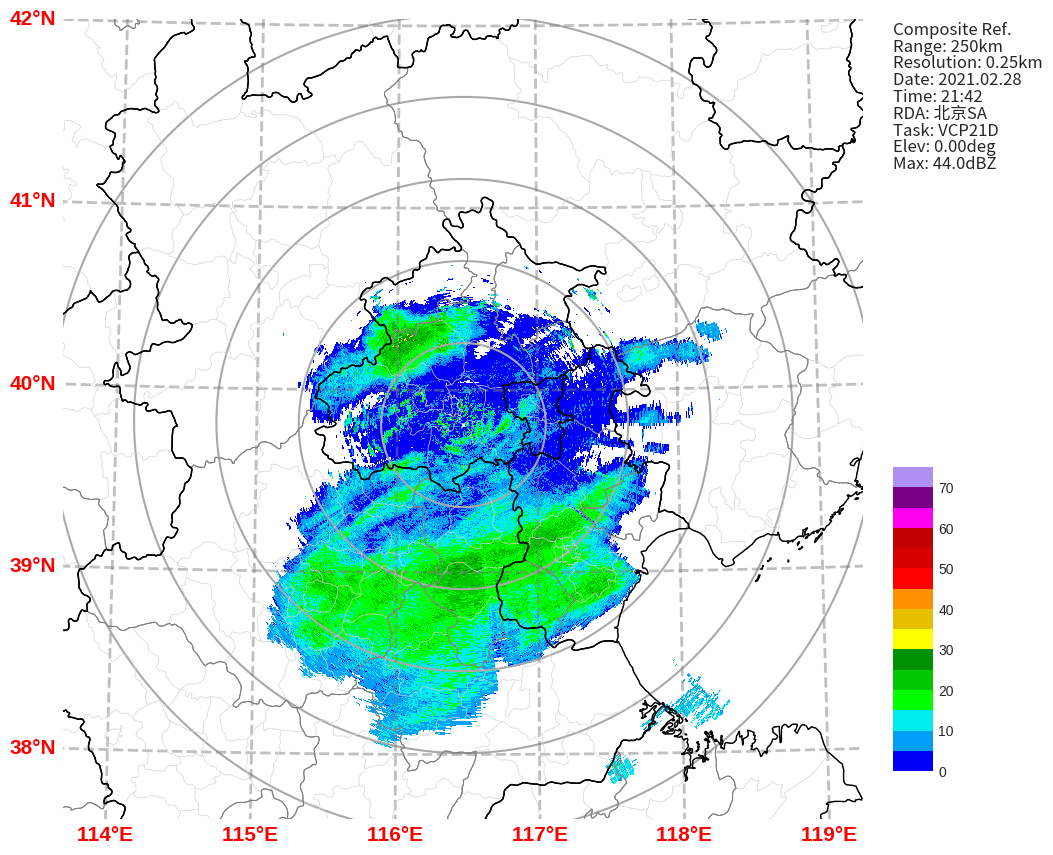 42°N
41°N
40°N
39°N
38°N
114°E
115°E
116°E
117°E
118°E
119°E
Composite Ref.
Range: 250km
Resolution: 0.25km
Date: 2021.02.28
Time: 21:42
RDA: 北京SA
Task: VCP21D
Elev: 0.00deg
Max: 44.0dBZ
70
60
50
40
30
20
10
0